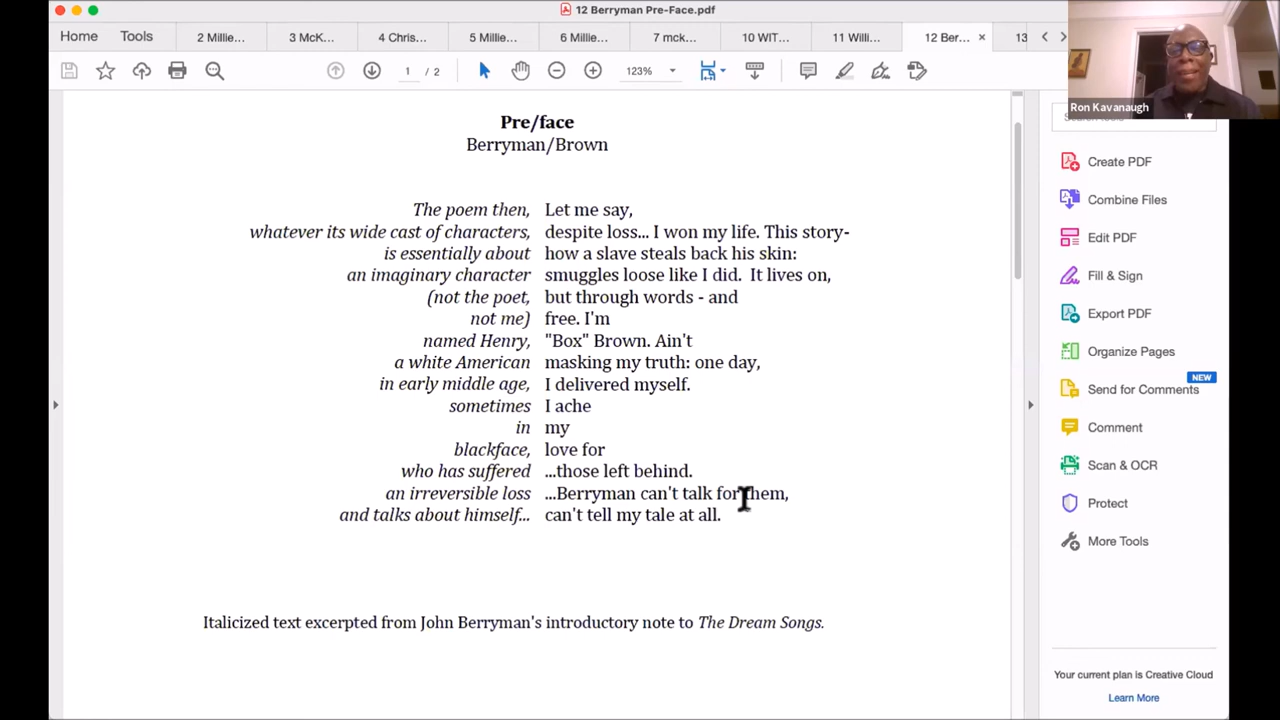 12 Berryman Pre-Face.pdf
Home Tools 2 Millie... 3 McK... 4 Chris... 5 Millie... 6 Millie... 7 mck... 10 WIT... 11 Willi... 12 Ber... 13
1 / 2 123%
Ron Kavanaugh
Pre/face
Berryman/Brown
The poem then, Let me say,
whatever its wide cast of characters, despite loss... I won my life. This story-
is essentially about how a slave steals back his skin:
an imaginary character smuggles loose like I did. It lives on,
(not the poet, but through words - and
not me) free. I'm
named Henry, "Box" Brown. Ain't
a white American masking my truth: one day,
in early middle age, I delivered myself.
sometimes I ache
in my
blackface, love for
who has suffered ...those left behind.
an irreversible loss ...Berryman can't talk for them,
and talks about himself... can't tell my tale at all.
Italicized text excerpted from John Berryman's introductory note to The Dream Songs.
Create PDF
Combine Files
Edit PDF
Fill & Sign
Export PDF
Organize Pages
NEW
Send for Comments
Comment
Scan & OCR
Protect
More Tools
Your current plan is Creative Cloud
Learn More